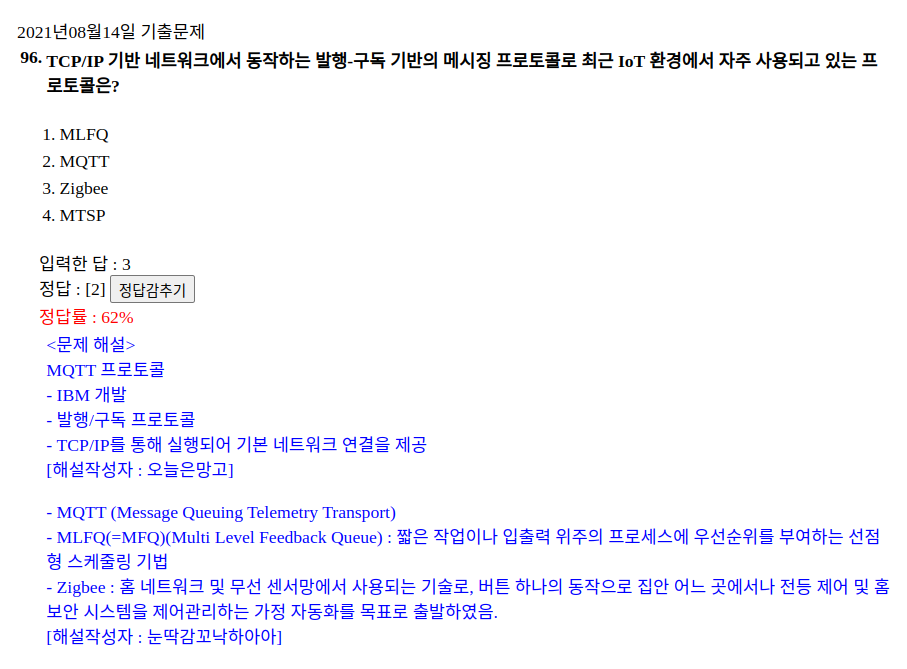 2021년08월14일 기출문제
96. TCP/IP 기반 네트워크에서 동작하는 발행-구독 기반의 메시징 프로토콜로 최근 IoT 환경에서 자주 사용되고 있는 프
로토콜은?
1. MLFQ
2. MQTT
3. Zigbee
4. MTSP
입력한 답 : 3
정답 : [2] 정답감추기
정답률 : 62%
<문제 해설>
MQTT 프로토콜
- IBM 개발
- 발행/구독 프로토콜
- TCP/IP를 통해 실행되어 기본 네트워크 연결을 제공
[해설작성자 : 오늘은망고]
- MQTT (Message Queuing Telemetry Transport)
- MLFQ(=MFQ)(Multi Level Feedback Queue) : 짧은 작업이나 입출력 위주의 프로세스에 우선순위를 부여하는 선점
형 스케줄링 기법
- Zigbee : 홈 네트워크 및 무선 센서망에서 사용되는 기술로, 버튼 하나의 동작으로 집안 어느 곳에서나 전등 제어 및 홈
보안 시스템을 제어관리하는 가정 자동화를 목표로 출발하였음.
[해설작성자 : 눈딱감꼬낙하아아]